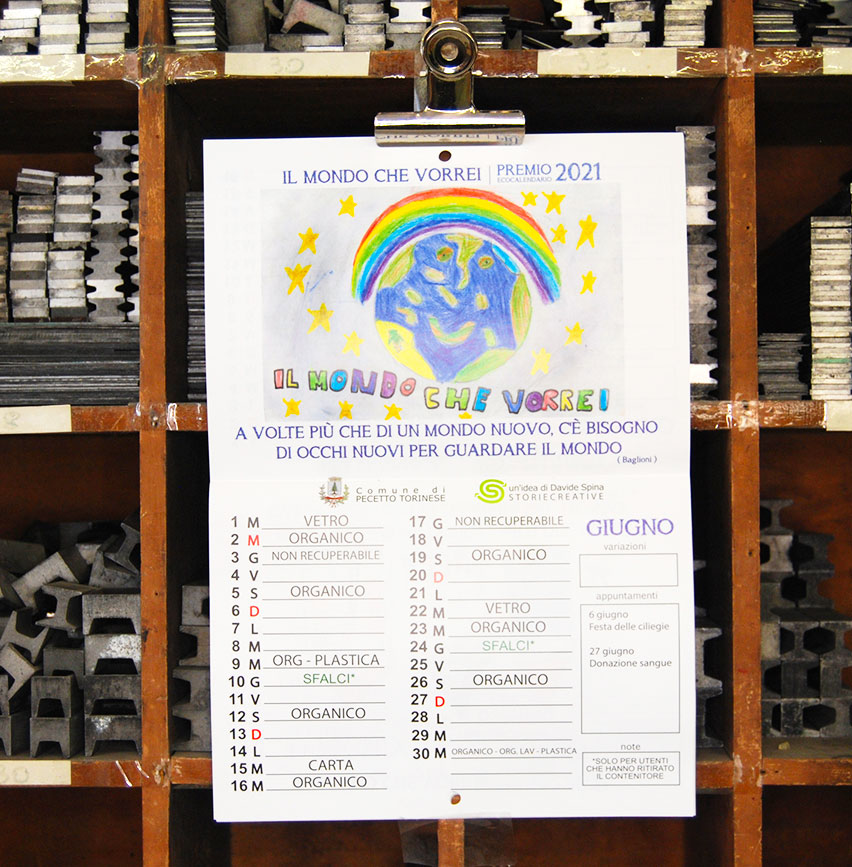 30
33
IL MONDO CHE VORREI | PREMIO ECOCALENDARIO 2021
IL MONDO CHE VORREI
A VOLTE PIÙ CHE DI UN MONDO NUOVO, C'È BISOGNO
DI OCCHI NUOVI PER GUARDARE IL MONDO
( Baglioni )
Comune di
PECETTO TORINESE
un'idea di Davide Spina
STORIECREATIVE
1 M VETRO
2 M ORGANICO
3 G NON RECUPERABILE
4 V
5 S ORGANICO
6 D
7 L
8 M
9 M ORG - PLASTICA
10 G SFALCI*
11 V
12 S ORGANICO
13 D
14 L
15 M CARTA
16 M ORGANICO
17 G NON RECUPERABILE
18 V
19 S ORGANICO
20 D
21 L
22 M VETRO
23 M ORGANICO
24 G SFALCI*
25 V
26 S ORGANICO
27 D
28 L
29 M
30 M ORGANICO - ORG. LAV - PLASTICA
GIUGNO
variazioni
appuntamenti
6 giugno
Festa delle ciliegie
27 giugno
Donazione sangue
note
*SOLO PER UTENTI
CHE HANNO RITIRATO
IL CONTENITORE